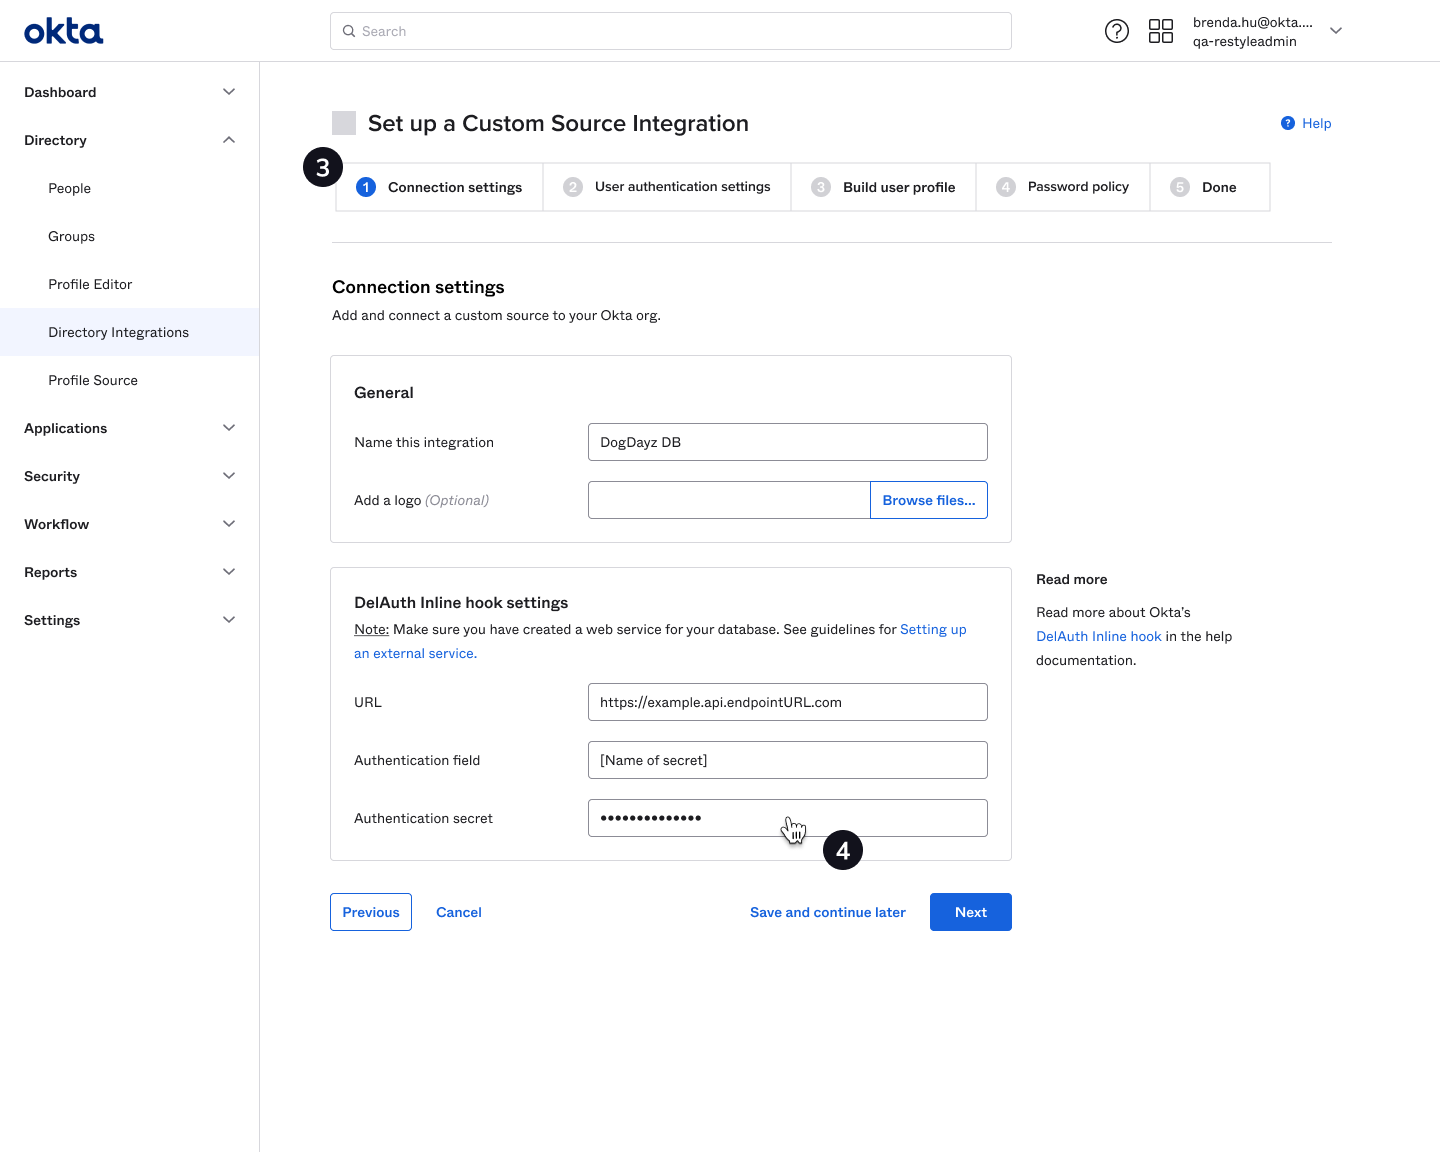 okta
Search
brenda.hu@okta....
qa-restyleadmin
Dashboard
Directory
People
Groups
Profile Editor
Directory Integrations
Profile Source
Applications
Security
Workflow
Reports
Settings
Set up a Custom Source Integration
? Help
3
1 Connection settings
2 User authentication settings
3 Build user profile
4 Password policy
5 Done
Connection settings
Add and connect a custom source to your Okta org.
General
Name this integration
DogDayz DB
Add a logo (Optional)
Browse files...
DelAuth Inline hook settings
Note: Make sure you have created a web service for your database. See guidelines for Setting up
an external service.
URL
https://example.api.endpointURL.com
Authentication field
[Name of secret]
Authentication secret
••••••••••••••
4
Read more
Read more about Okta's
DelAuth Inline hook in the help
documentation.
Previous
Cancel
Save and continue later
Next